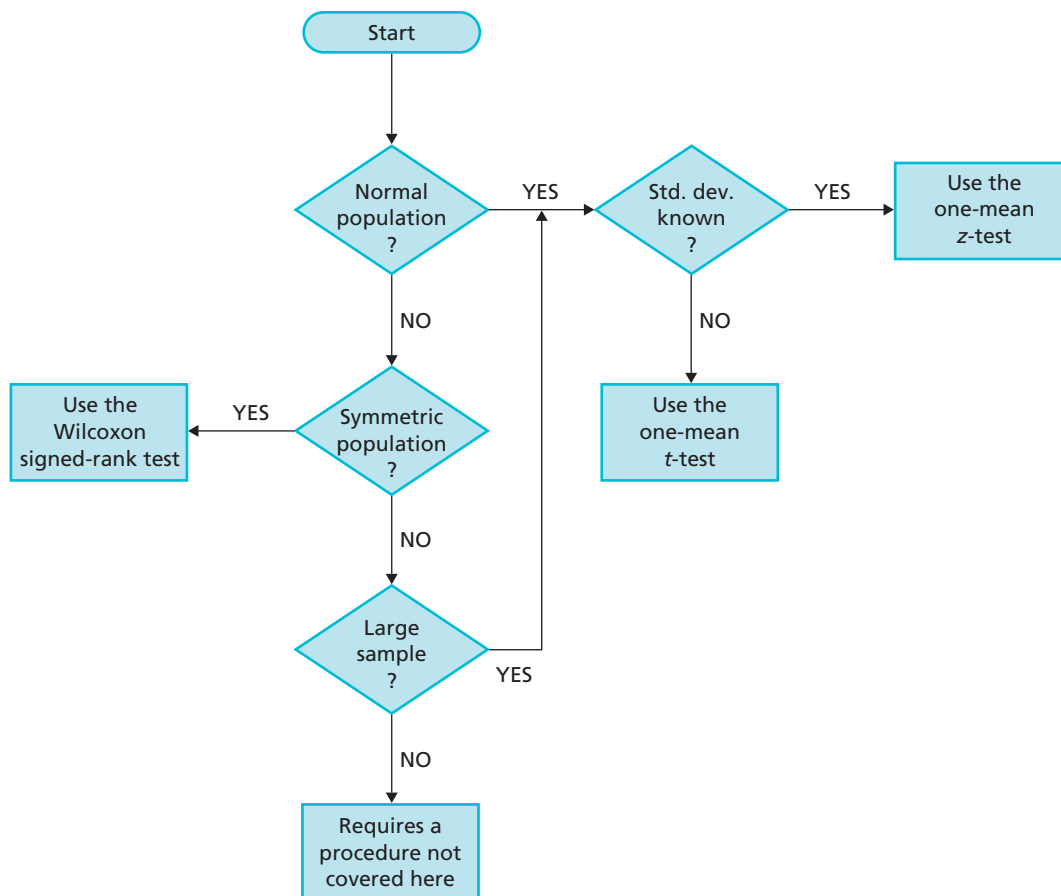 Start
Normal
population
?
YES
Std. dev.
known
?
YES
Use the
one-mean
z-test
NO
NO
Use the
Wilcoxon
signed-rank test
YES
Symmetric
population
?
Use the
one-mean
t-test
NO
Large
sample
?
YES
NO
Requires a
procedure not
covered here